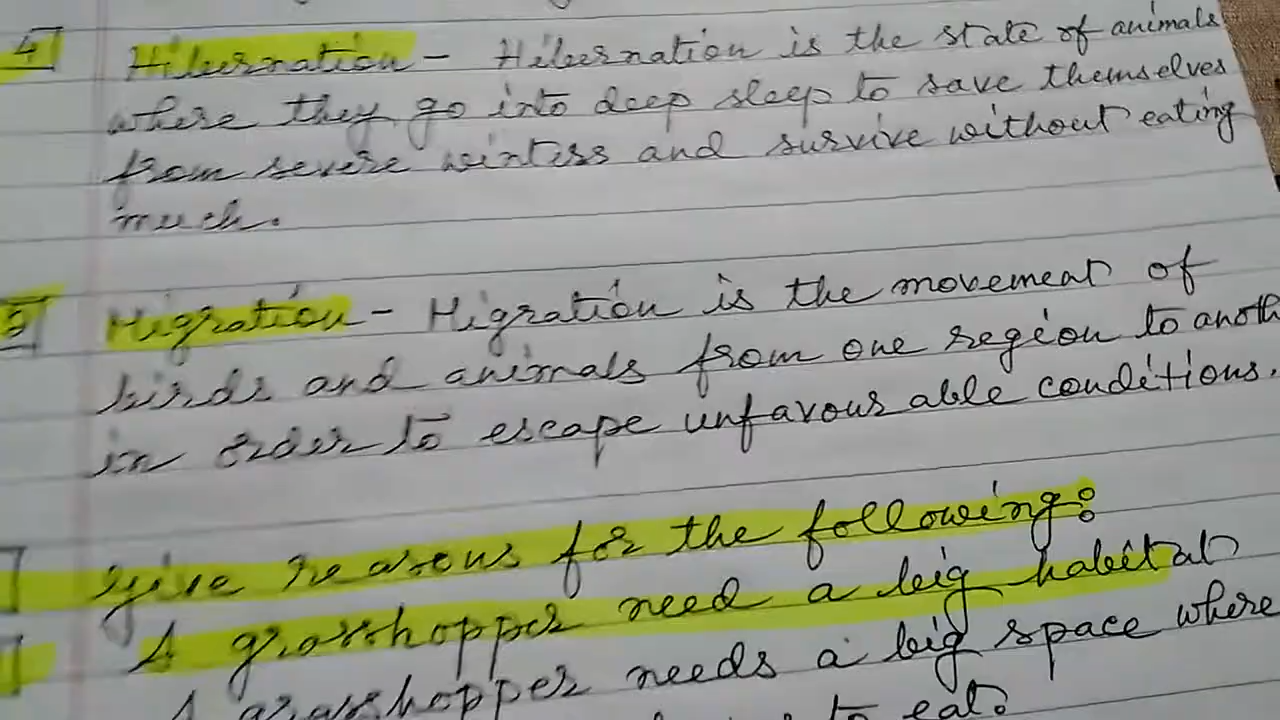 4 Hibernation - Hibernation is the state of animals
where they go into deep sleep to save themselves
from severe winters and survive without eating
much.
5 Migration - Migration is the movement of
birds and animals from one region to anoth
in order to escape unfavourable conditions.
Give reasons for the following:
A grasshopper need a big habitat
A grasshopper needs a big space where
to eat.